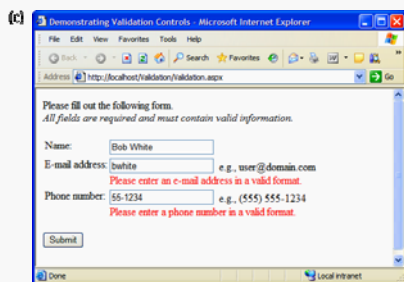 (c)
Demonstrating Validation Controls - Microsoft Internet Explorer
File Edit View Favorites Tools Help
Back Search Favorites
Address http://localhost/Validation/Validation.aspx Go
Please fill out the following form.
All fields are required and must contain valid information.
Name: Bob White
E-mail address: bwhite e.g., user@domain.com
Please enter an e-mail address in a valid format.
Phone number: 55-1234 e.g., (555) 555-1234
Please enter a phone number in a valid format.
Submit
Done Local intranet